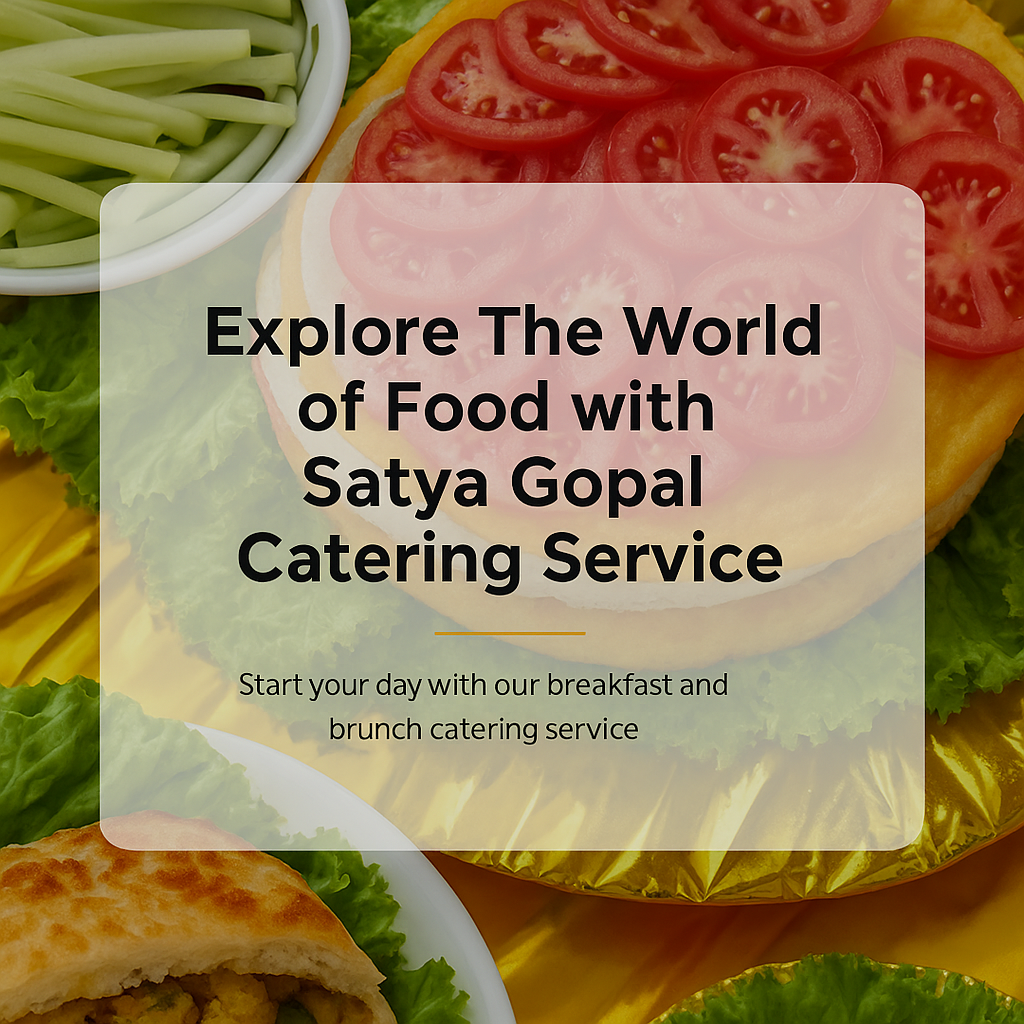 Explore The World
of Food with
Satya Gopal
Catering Service
Start your day with our breakfast and
brunch catering service